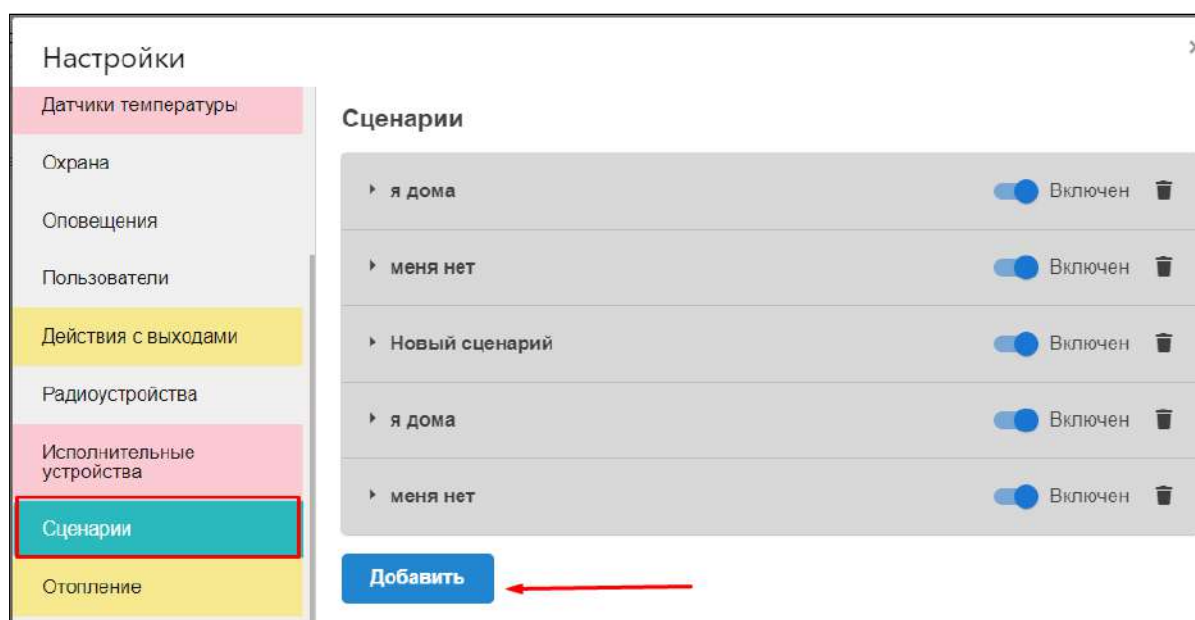 Настройки
Датчики температуры
Охрана
Оповещения
Пользователи
Действия с выходами
Радиоустройства
Исполнительные
устройства
Сценарии
Отопление
Сценарии
я дома
Включен
меня нет
Включен
Новый сценарий
Включен
я дома
Включен
меня нет
Включен
Добавить